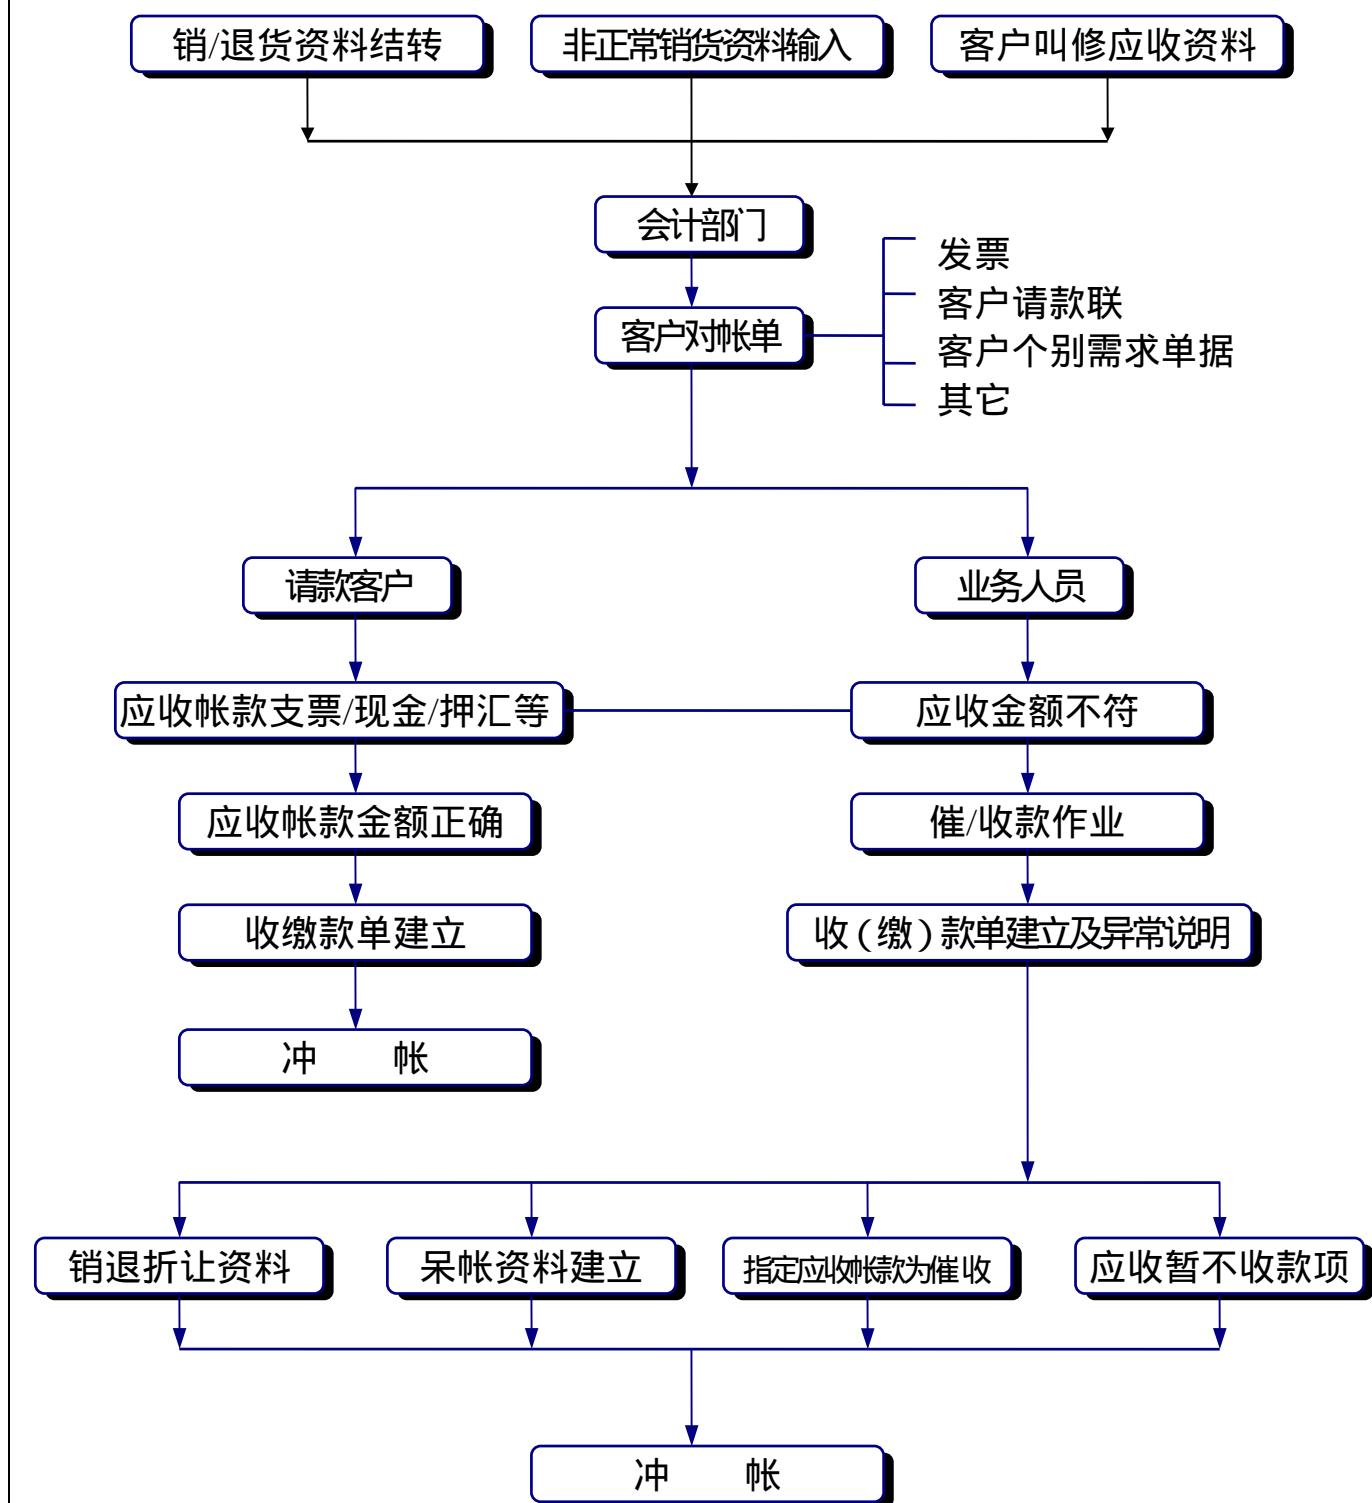 销/退货资料结转
非正常销货资料输入
客户叫修应收资料
会计部门
发票
客户请款联
客户对帐单
客户个别需求单据
其它
请款客户
业务人员
应收帐款支票/现金/押汇等
应收金额不符
应收帐款金额正确
催/收款作业
收缴款单建立
收(缴)款单建立及异常说明
冲 帐
销退折让资料
呆帐资料建立
指定应收帐款为催收
应收暂不收款项
冲 帐